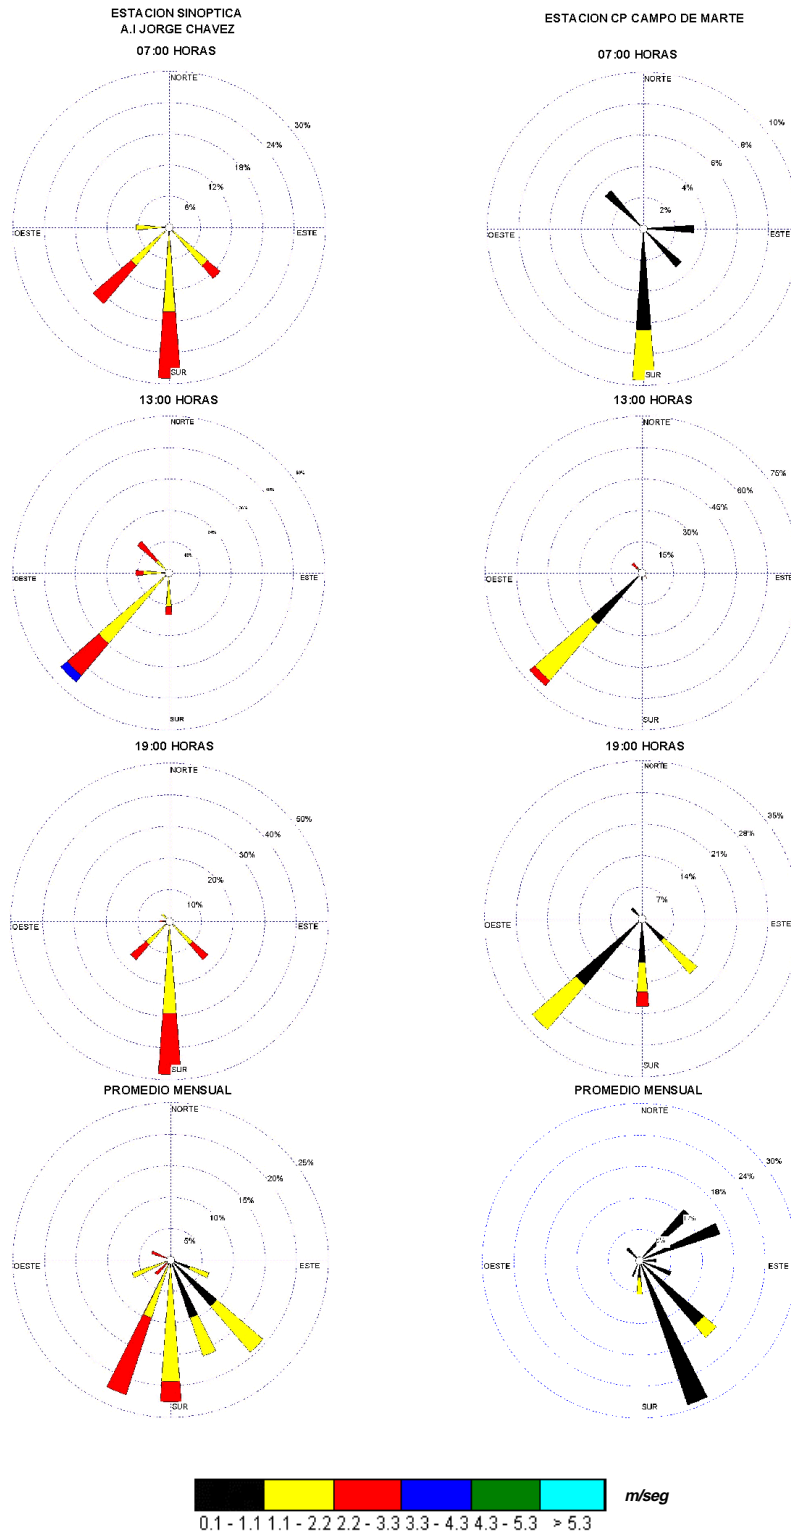 ESTACION SINOPTICA
A.I JORGE CHAVEZ
07:00 HORAS
NORTE
30%
24%
18%
12%
6%
OESTE
ESTE
SUR
ESTACION CP CAMPO DE MARTE
07:00 HORAS
NORTE
10%
8%
6%
4%
2%
OESTE
ESTE
SUR
13:00 HORAS
NORTE
OESTE
ESTE
SUR
13:00 HORAS
NORTE
75%
60%
45%
30%
15%
OESTE
ESTE
SUR
19:00 HORAS
NORTE
50%
40%
30%
20%
10%
OESTE
ESTE
SUR
19:00 HORAS
NORTE
35%
28%
21%
14%
7%
OESTE
ESTE
SUR
PROMEDIO MENSUAL
NORTE
25%
20%
15%
10%
5%
OESTE
ESTE
SUR
PROMEDIO MENSUAL
NORTE
30%
24%
18%
OESTE
ESTE
SUR
m/seg
0.1 - 1.1 1.1 - 2.2 2.2 - 3.3 3.3 - 4.3 4.3 - 5.3 > 5.3